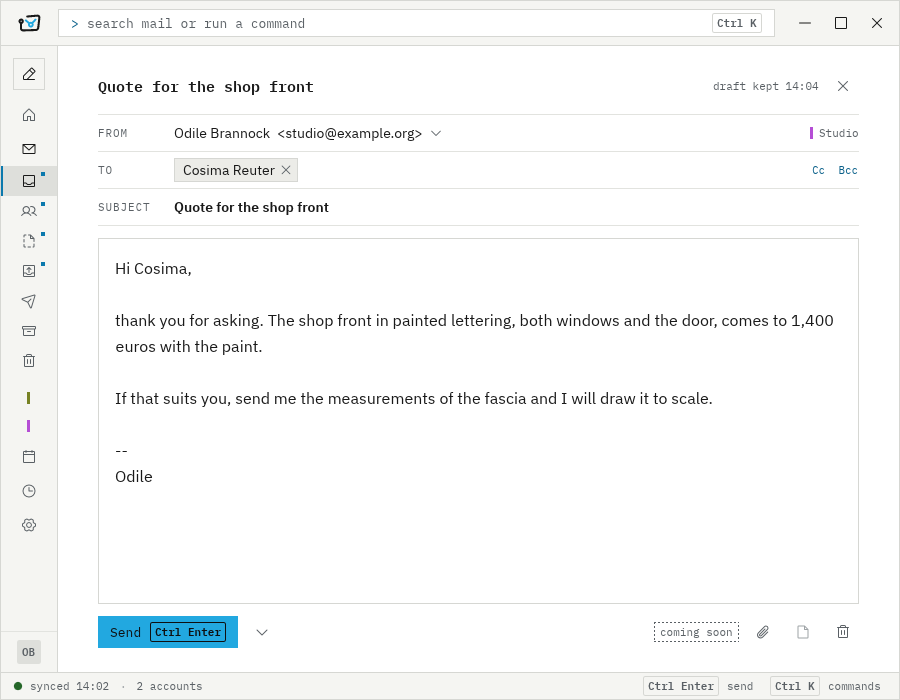 > search mail or run a command Ctrl K
Quote for the shop front draft kept 14:04
FROM Odile Brannock <studio@example.org> Studio
TO Cosima Reuter Cc Bcc
SUBJECT Quote for the shop front
Hi Cosima,
thank you for asking. The shop front in painted lettering, both windows and the door, comes to 1,400
euros with the paint.
If that suits you, send me the measurements of the fascia and I will draw it to scale.
--
Odile
Send Ctrl Enter coming soon
OB
synced 14:02 · 2 accounts Ctrl Enter send Ctrl K commands